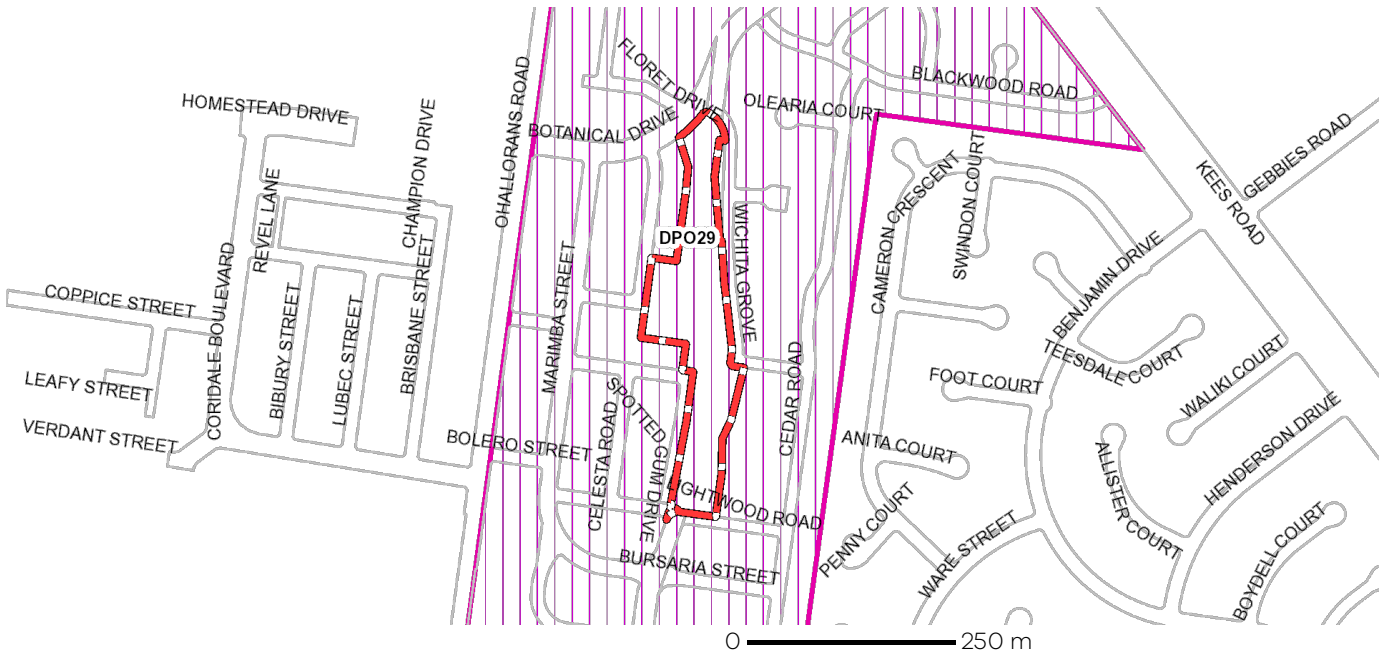 FLORET DRIVE
BLACKWOOD ROAD
HOMESTEAD DRIVE
OLEARIA COURT
BOTANICAL DRIVE
CHAMPION DRIVE
OHALLORANS ROAD
GEBBIES ROAD
KEES ROAD
SWINDON COURT
CAMERON CRESCENT
REVEL LANE
DPO29
WICHITA GROVE
BENJAMIN DRIVE
COPPICE STREET
CORIDALE BOULEVARD
BIBURY STREET
LUBEC STREET
BRISBANE STREET
MARIMBA STREET
TEESDALE COURT
WALIKI COURT
LEAFY STREET
FOOT COURT
SPOTTED GUM DRIVE
CEDAR ROAD
VERDANT STREET
BOLERO STREET
CELESTA ROAD
ANITA COURT
ALLISTER COURT
HENDERSON DRIVE
LIGHTWOOD ROAD
PENNY COURT
WARE STREET
BOYDELL COURT
BURSARIA STREET
0 250 m